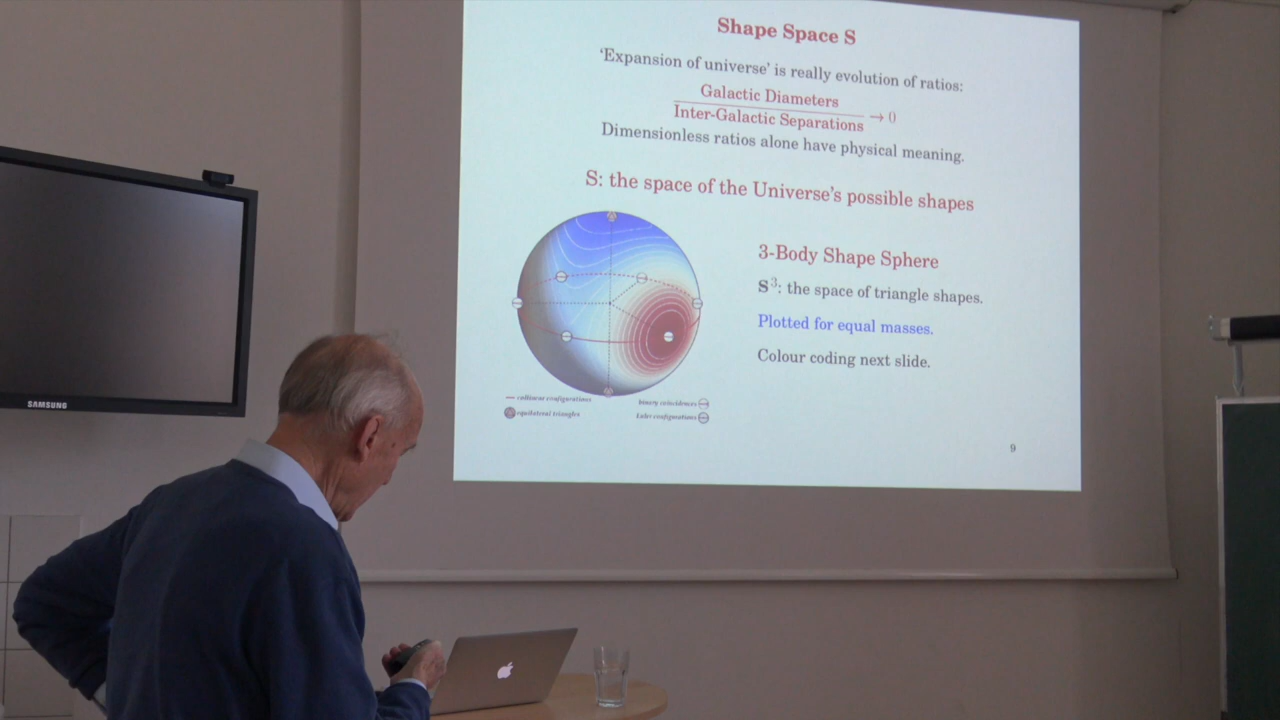 Shape Space S
'Expansion of universe' is really evolution of ratios:
Galactic Diameters
Inter-Galactic Separations → 0
Dimensionless ratios alone have physical meaning.
S: the space of the Universe's possible shapes
3-Body Shape Sphere
S³: the space of triangle shapes.
Plotted for equal masses.
Colour coding next slide.
collinear configurations
equilateral triangles
binary coincidences
Euler configurations
9
SAMSUNG